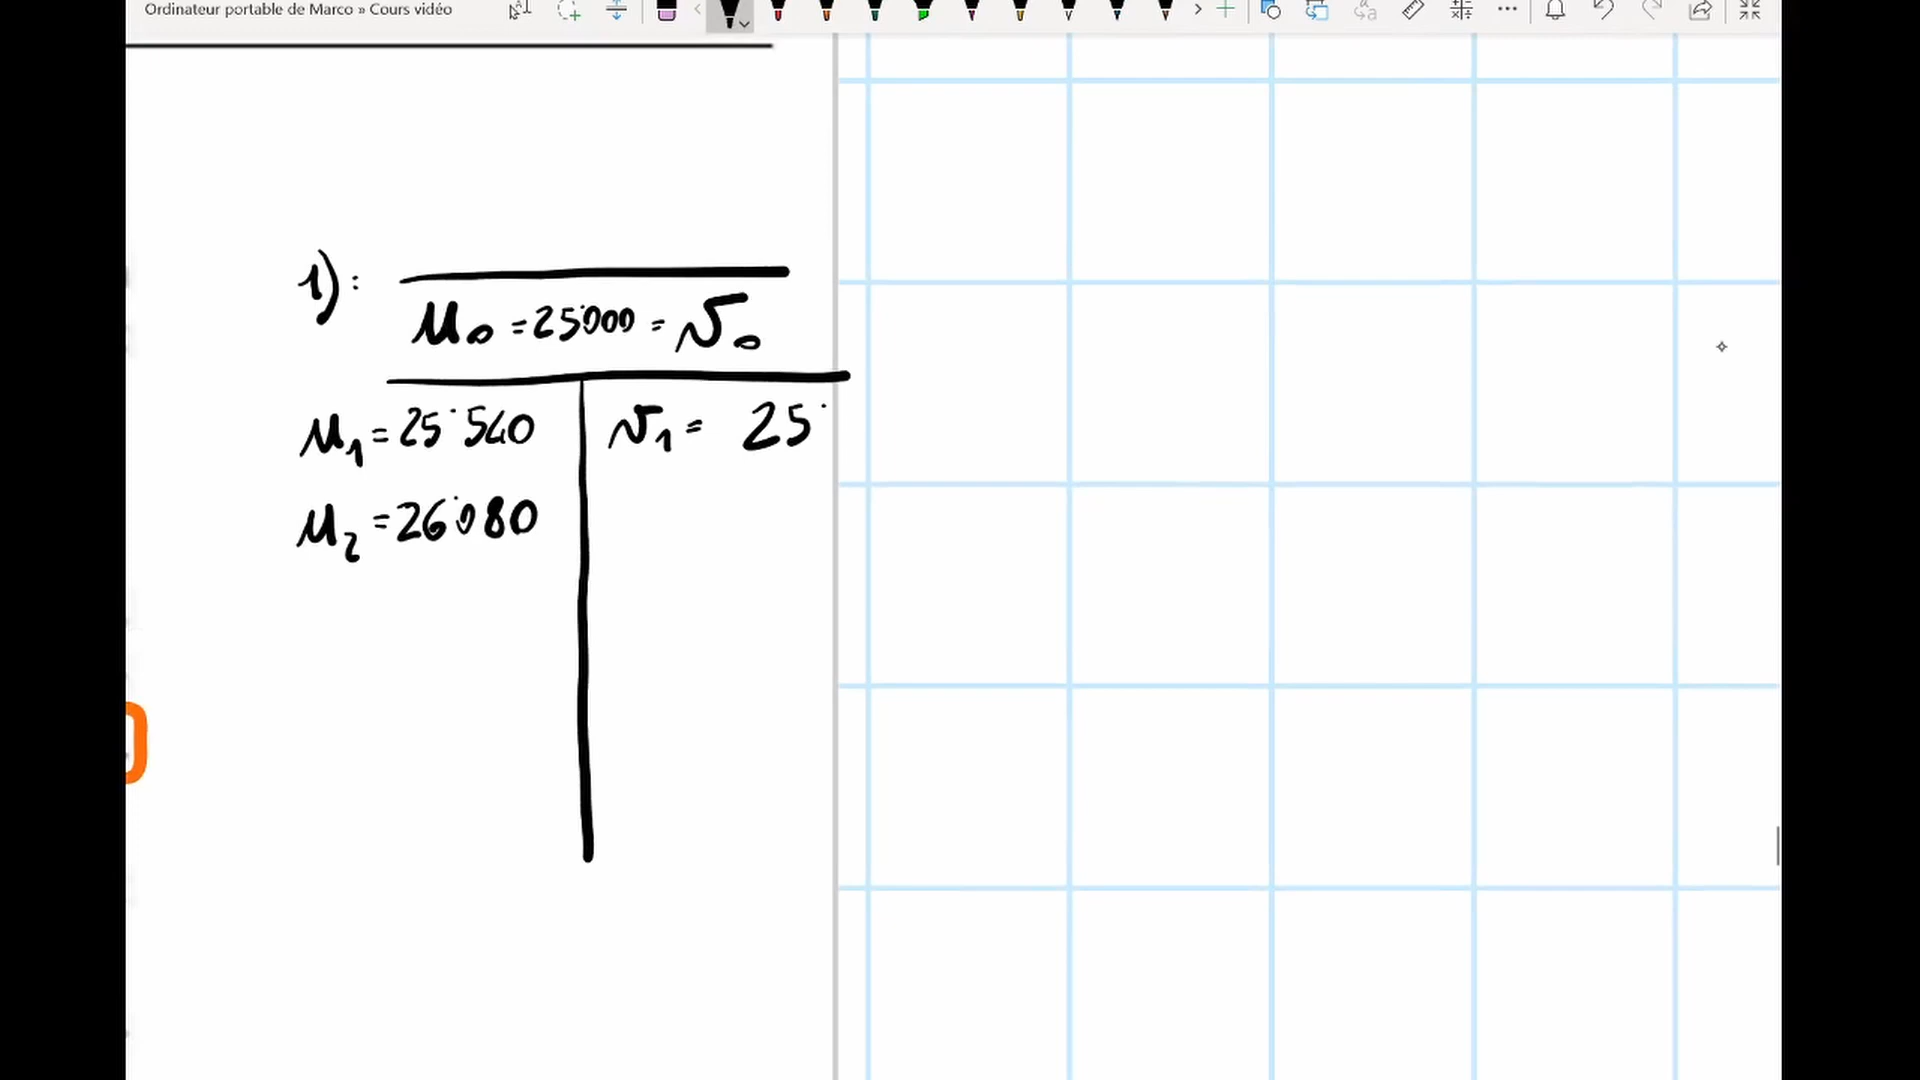 Ordinateur portable de Marco » Cours vidéo
1) :
u₀ = 25'000 = v₀
u₁ = 25'540 v₁ = 25'
u₂ = 26'080